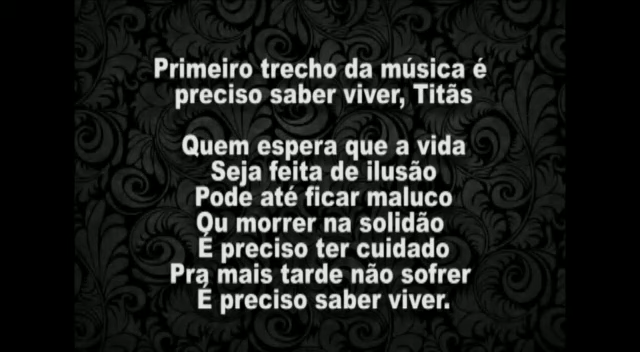 Primeiro trecho da música é
preciso saber viver, Titãs
Quem espera que a vida
Seja feita de ilusão
Pode até ficar maluco
Ou morrer na solidão
É preciso ter cuidado
Pra mais tarde não sofrer
É preciso saber viver.